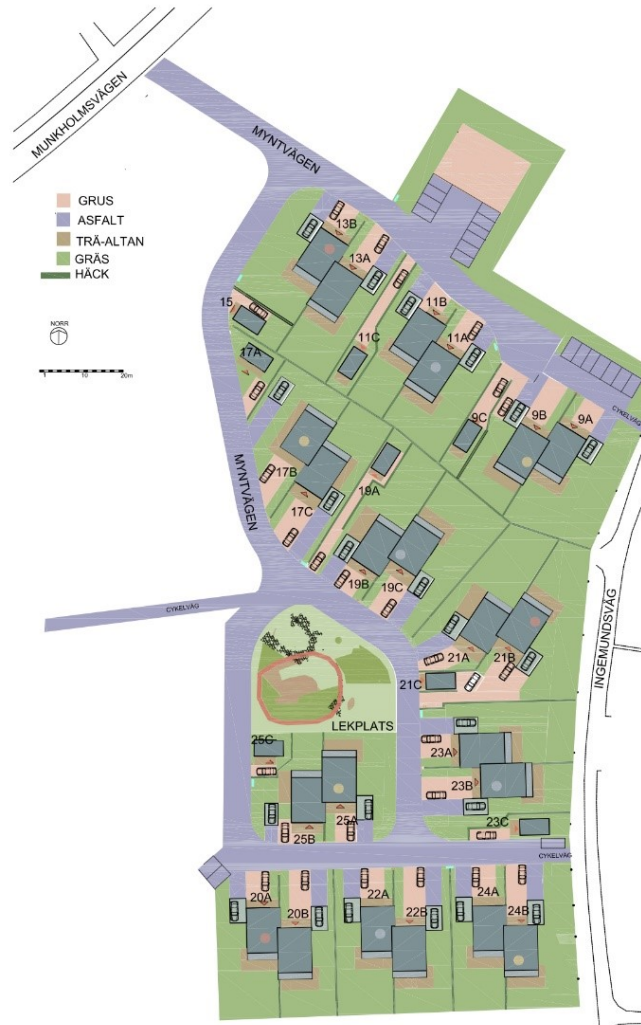 MUNKHOLMSVÄGEN
MYNTVÄGEN
GRUS
ASFALT
TRÄ-ALTAN
GRÄS
HÄCK
NORR
1 10 20m
13B
13A
15
11B
11C
11A
17A
9C
9B
9A
CYKELVÄG
MYNTVÄGEN
17B
19A
17C
19B
19C
CYKELVÄG
21A
21B
INGEMUNDSVÄG
21C
LEKPLATS
25C
23A
23B
25B
25A
23C
CYKELVÄG
20A
20B
22A
22B
24A
24B